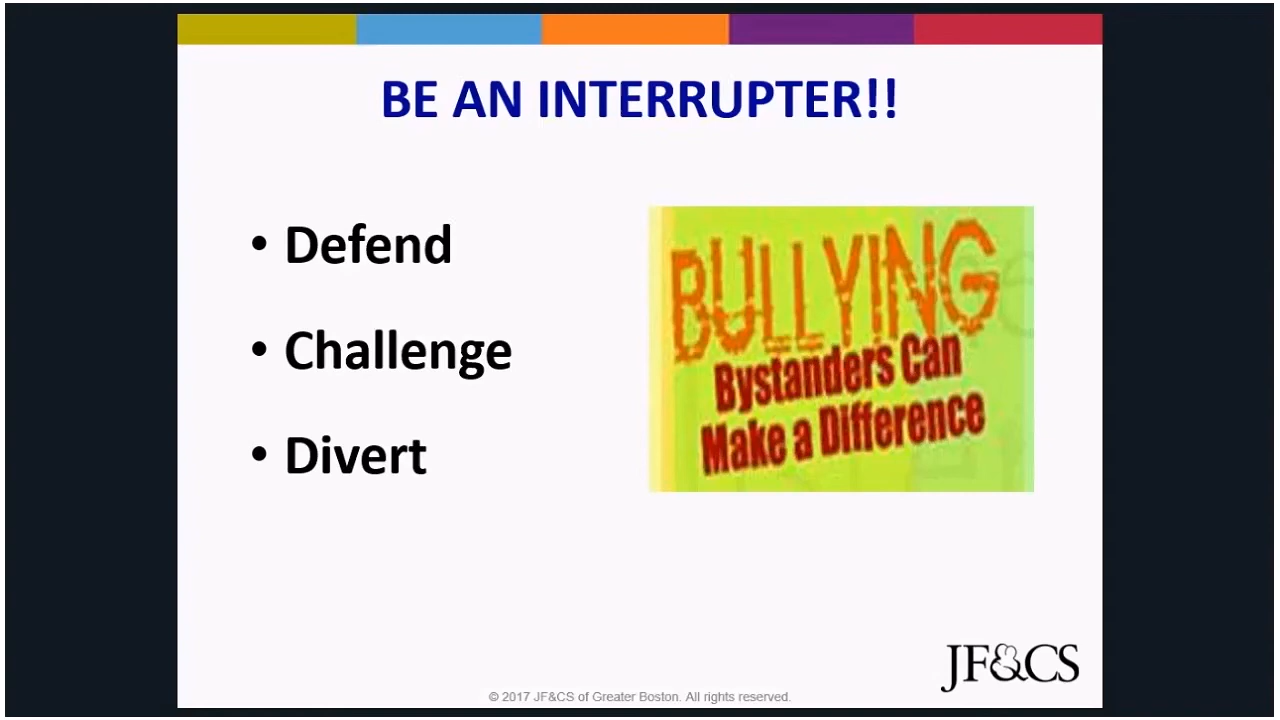 BE AN INTERRUPTER!!
• Defend
• Challenge
• Divert
BULLYING
Bystanders Can
Make a Difference
JF&CS
© 2017 JF&CS of Greater Boston. All rights reserved.